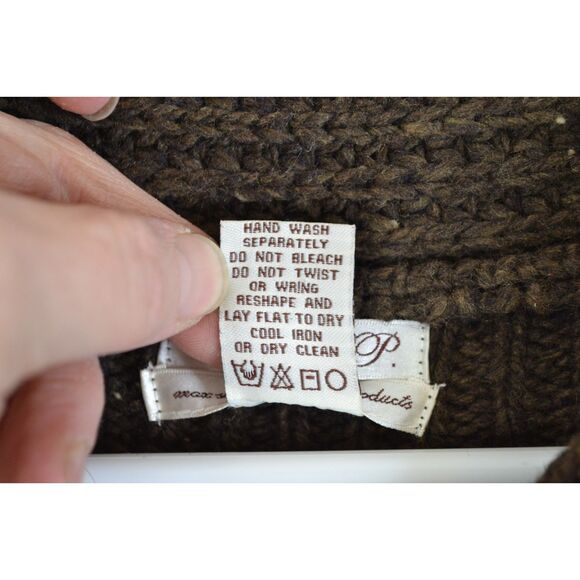 HAND WASH
SEPARATELY
DO NOT BLEACH
DO NOT TWIST
OR WRING
RESHAPE AND
LAY FLAT TO DRY
COOL IRON
OR DRY CLEAN
P.